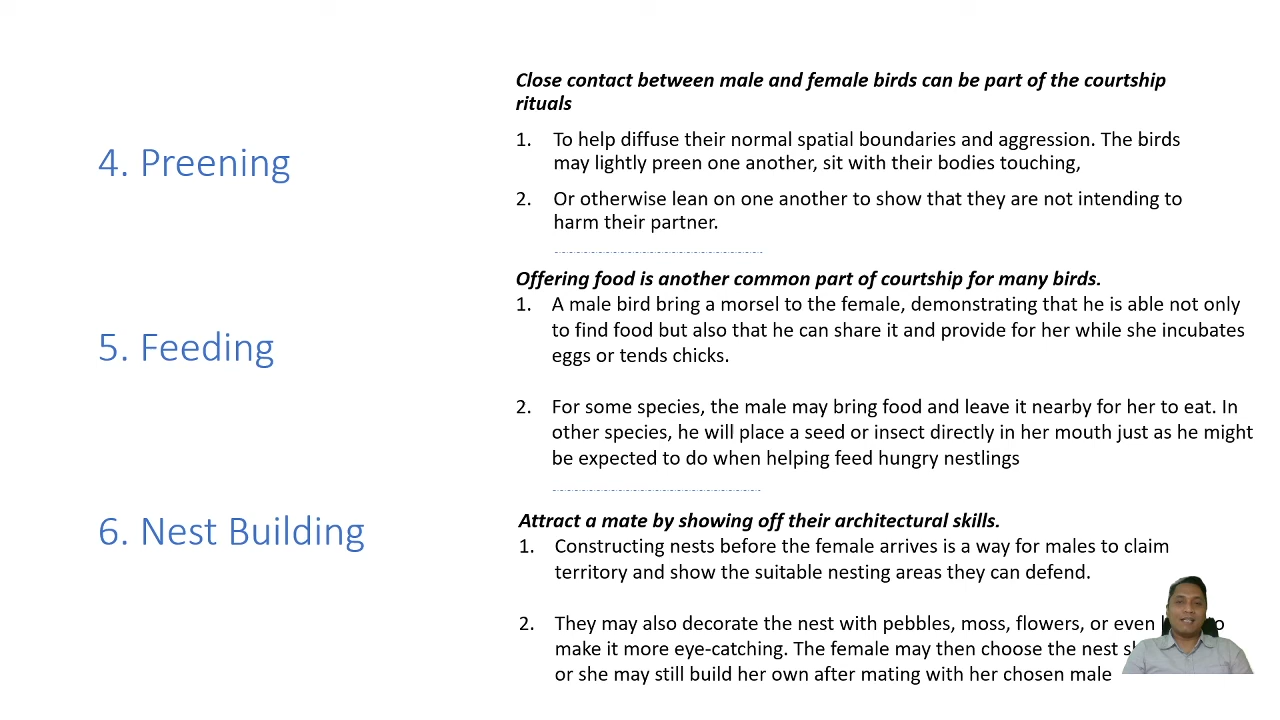 4. Preening
Close contact between male and female birds can be part of the courtship
rituals
1. To help diffuse their normal spatial boundaries and aggression. The birds
may lightly preen one another, sit with their bodies touching,
2. Or otherwise lean on one another to show that they are not intending to
harm their partner.
5. Feeding
Offering food is another common part of courtship for many birds.
1. A male bird bring a morsel to the female, demonstrating that he is able not only
to find food but also that he can share it and provide for her while she incubates
eggs or tends chicks.
2. For some species, the male may bring food and leave it nearby for her to eat. In
other species, he will place a seed or insect directly in her mouth just as he might
be expected to do when helping feed hungry nestlings
6. Nest Building
Attract a mate by showing off their architectural skills.
1. Constructing nests before the female arrives is a way for males to claim
territory and show the suitable nesting areas they can defend.
2. They may also decorate the nest with pebbles, moss, flowers, or even
make it more eye-catching. The female may then choose the nest
or she may still build her own after mating with her chosen male